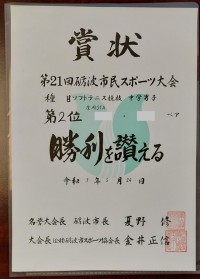 賞状
第21回砺波市民スポーツ大会
種目ソフトテニス競技 中学男子
第2位 ペア
勝利を讃える
令和 年 月 日
名誉大会長 砺波市長 夏野 修
大会長 砺波市スポーツ協会長 金井正信